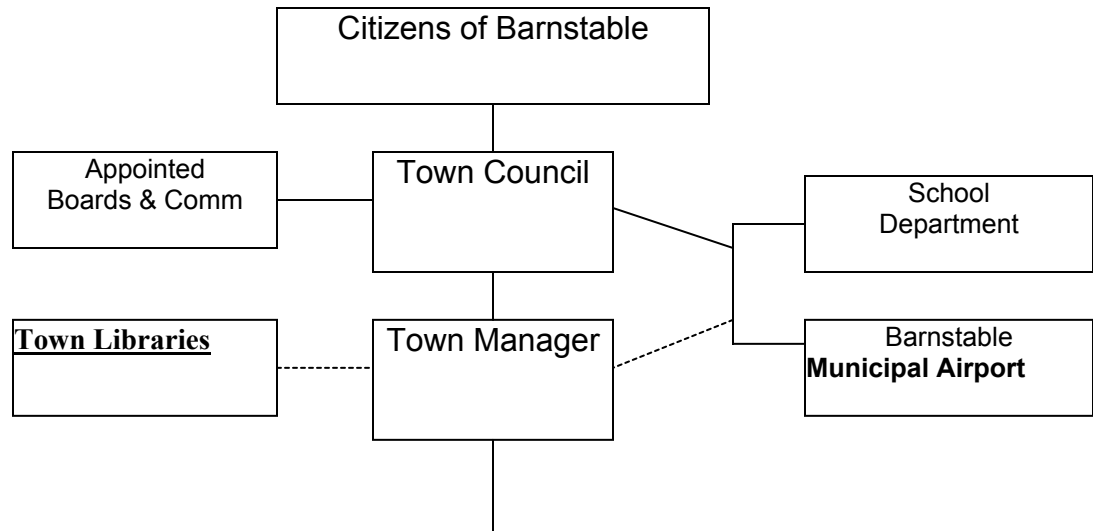 Citizens of Barnstable
Appointed
Boards & Comm
Town Council
School
Department
Town Libraries
Town Manager
Barnstable
Municipal Airport